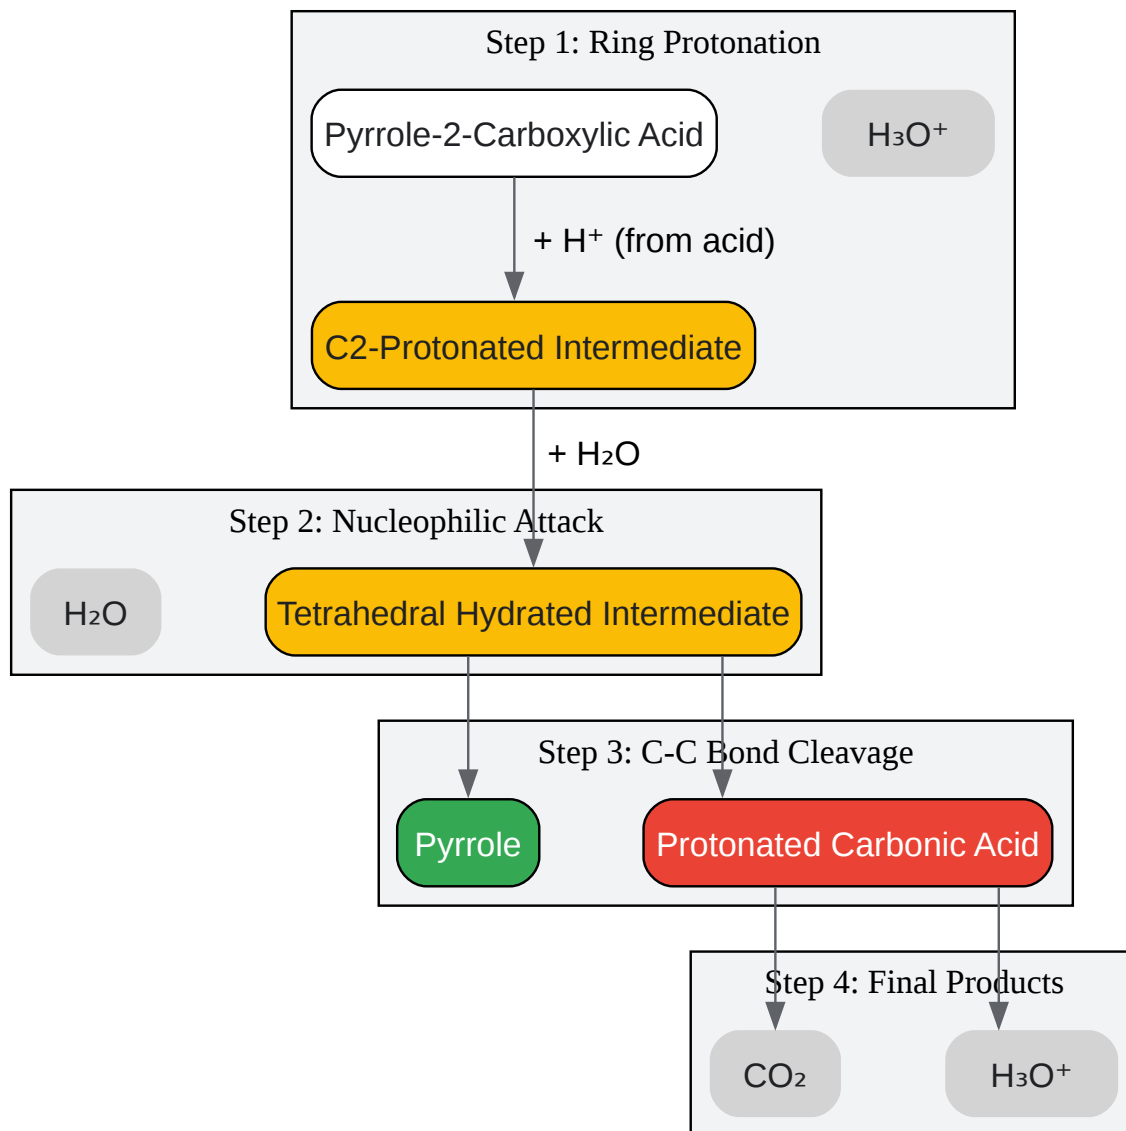 Step 1: Ring Protonation
Pyrrole-2-Carboxylic Acid
H₃O⁺
+ H⁺ (from acid)
C2-Protonated Intermediate
+ H₂O
Step 2: Nucleophilic Attack
H₂O
Tetrahedral Hydrated Intermediate
Step 3: C-C Bond Cleavage
Pyrrole
Protonated Carbonic Acid
Step 4: Final Products
CO₂
H₃O⁺